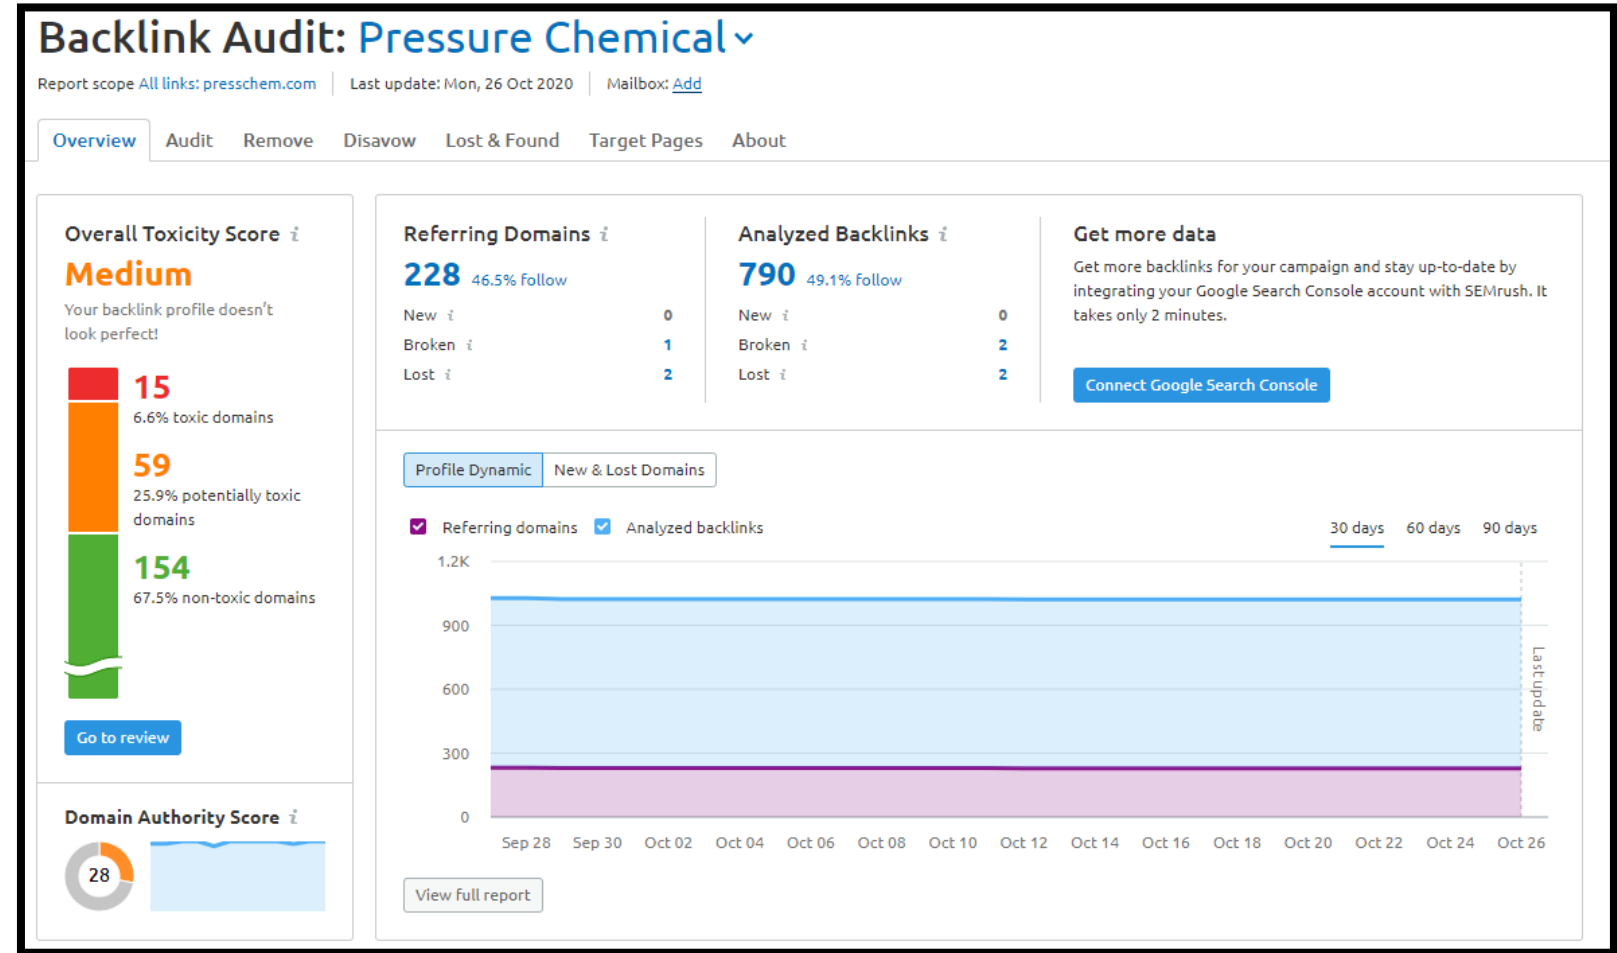 Backlink Audit: Pressure Chemical
Report scope All links: presschem.com Last update: Mon, 26 Oct 2020 Mailbox: Add
Overview Audit Remove Disavow Lost & Found Target Pages About
Overall Toxicity Score i
Medium
Your backlink profile doesn't
look perfect!
15
6.6% toxic domains
59
25.9% potentially toxic
domains
154
67.5% non-toxic domains
Go to review
Domain Authority Score i
28
Referring Domains i
228 46.5% follow
New i 0
Broken i 1
Lost i 2
Analyzed Backlinks i
790 49.1% follow
New i 0
Broken i 2
Lost i 2
Get more data
Get more backlinks for your campaign and stay up-to-date by
integrating your Google Search Console account with SEMrush. It
takes only 2 minutes.
Connect Google Search Console
Profile Dynamic New & Lost Domains
Referring domains Analyzed backlinks
30 days 60 days 90 days
1.2K
900
600
300
0
Last update
Sep 28 Sep 30 Oct 02 Oct 04 Oct 06 Oct 08 Oct 10 Oct 12 Oct 14 Oct 16 Oct 18 Oct 20 Oct 22 Oct 24 Oct 26
View full report